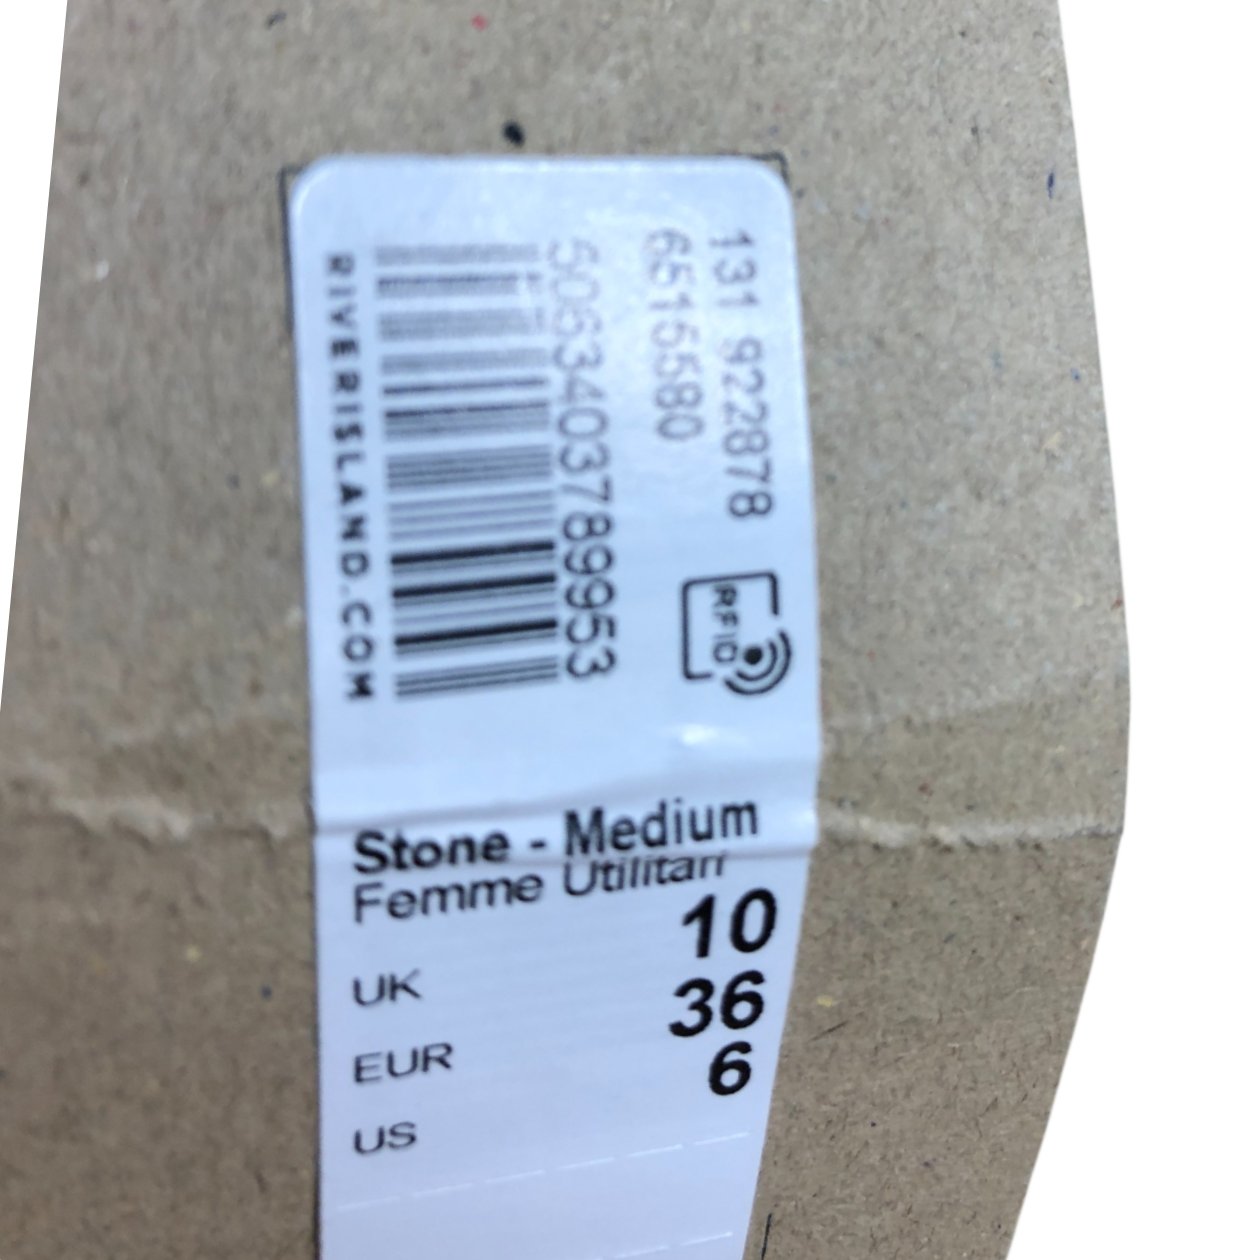 131 922878
6515580
RFID
5063403789953
RIVERISLAND.COM
Stone - Medium
Femme Utilitari
UK 10
EUR 36
US 6